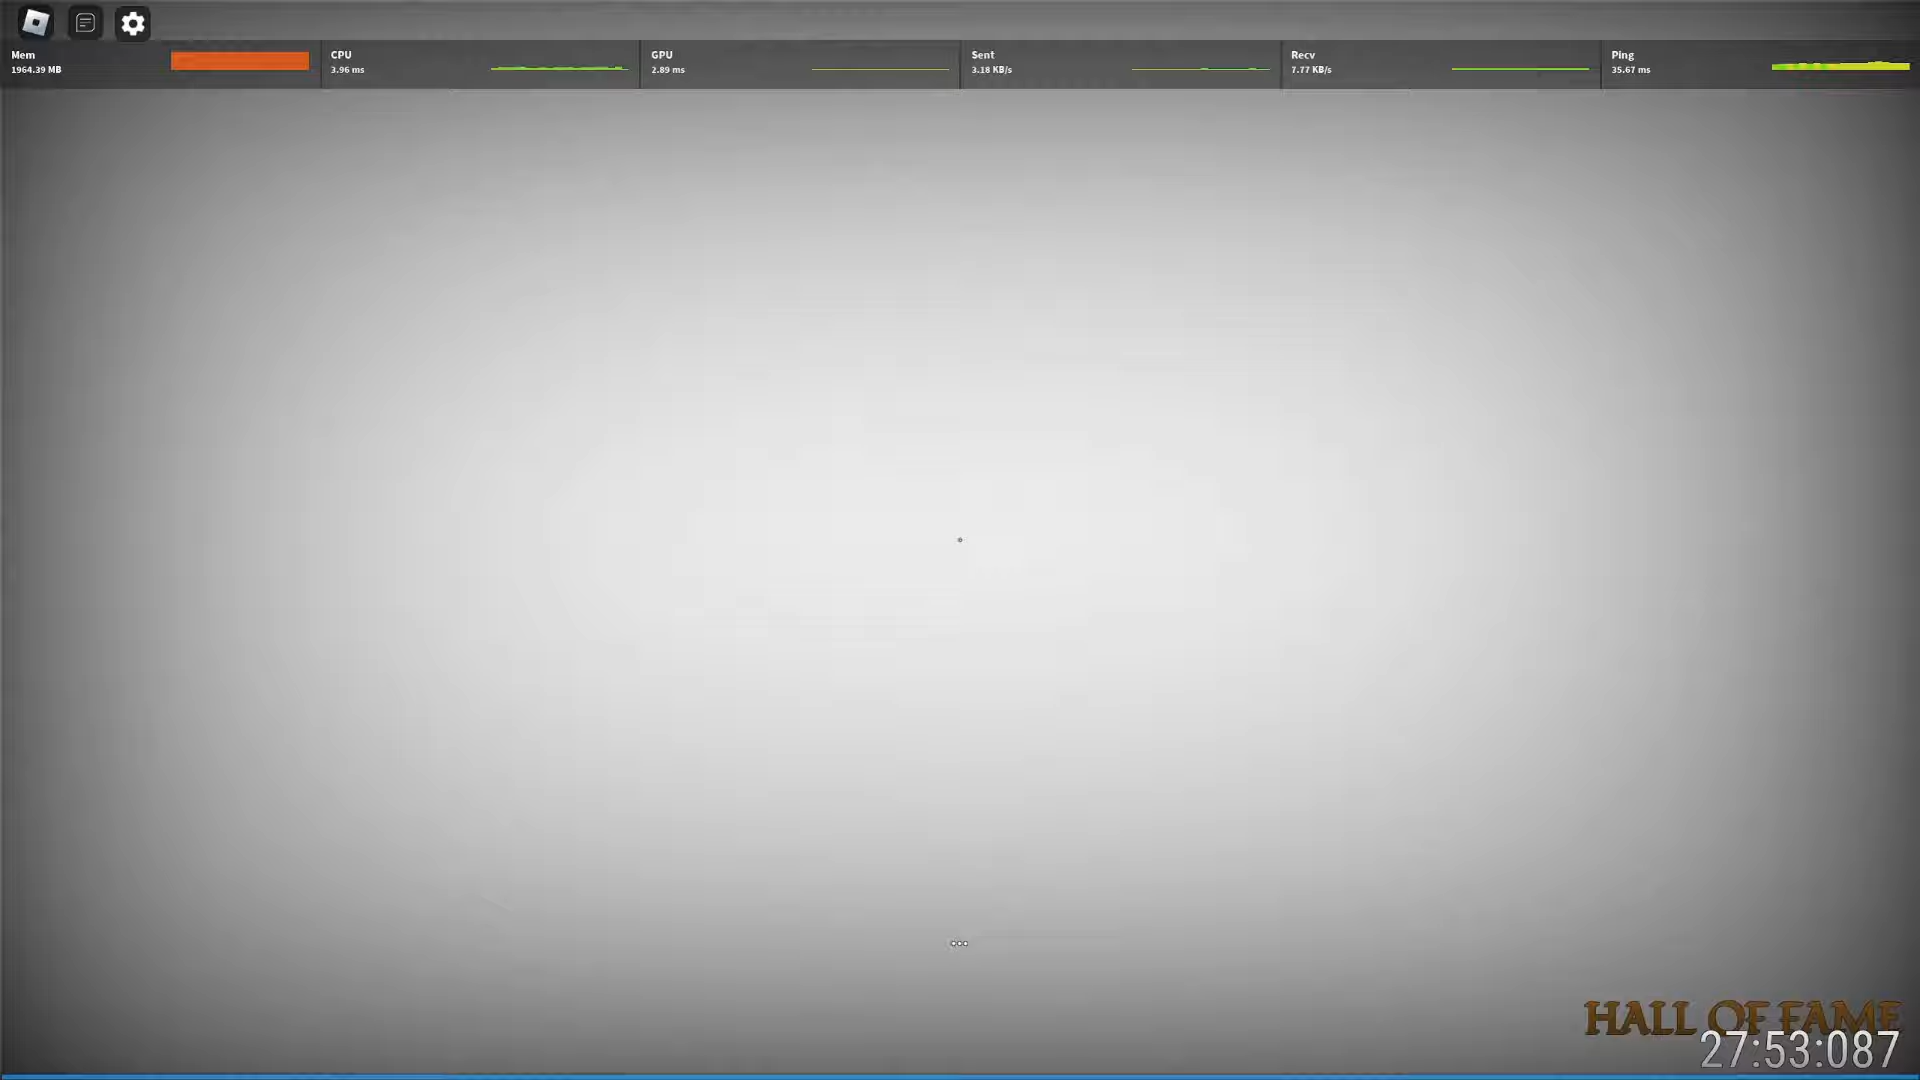 Mem
1964.39 MB
CPU
3.96 ms
GPU
2.89 ms
Sent
3.18 KB/s
Recv
7.77 KB/s
Ping
35.67 ms
...
HALL OF FAME
27:53:087